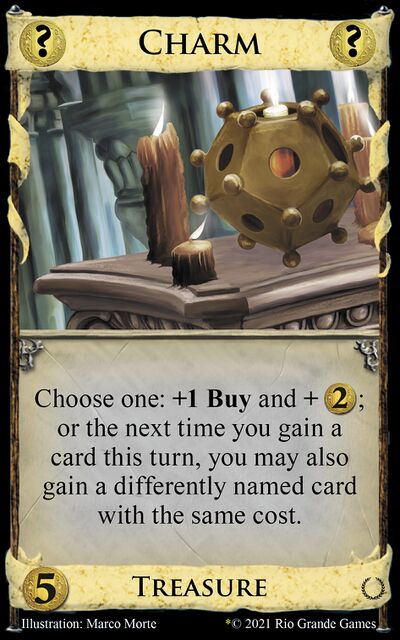 ? CHARM ?
Choose one: +1 Buy and + 2;
or the next time you gain a
card this turn, you may also
gain a differently named card
with the same cost.
5 TREASURE
Illustration: Marco Morte *© 2021 Rio Grande Games